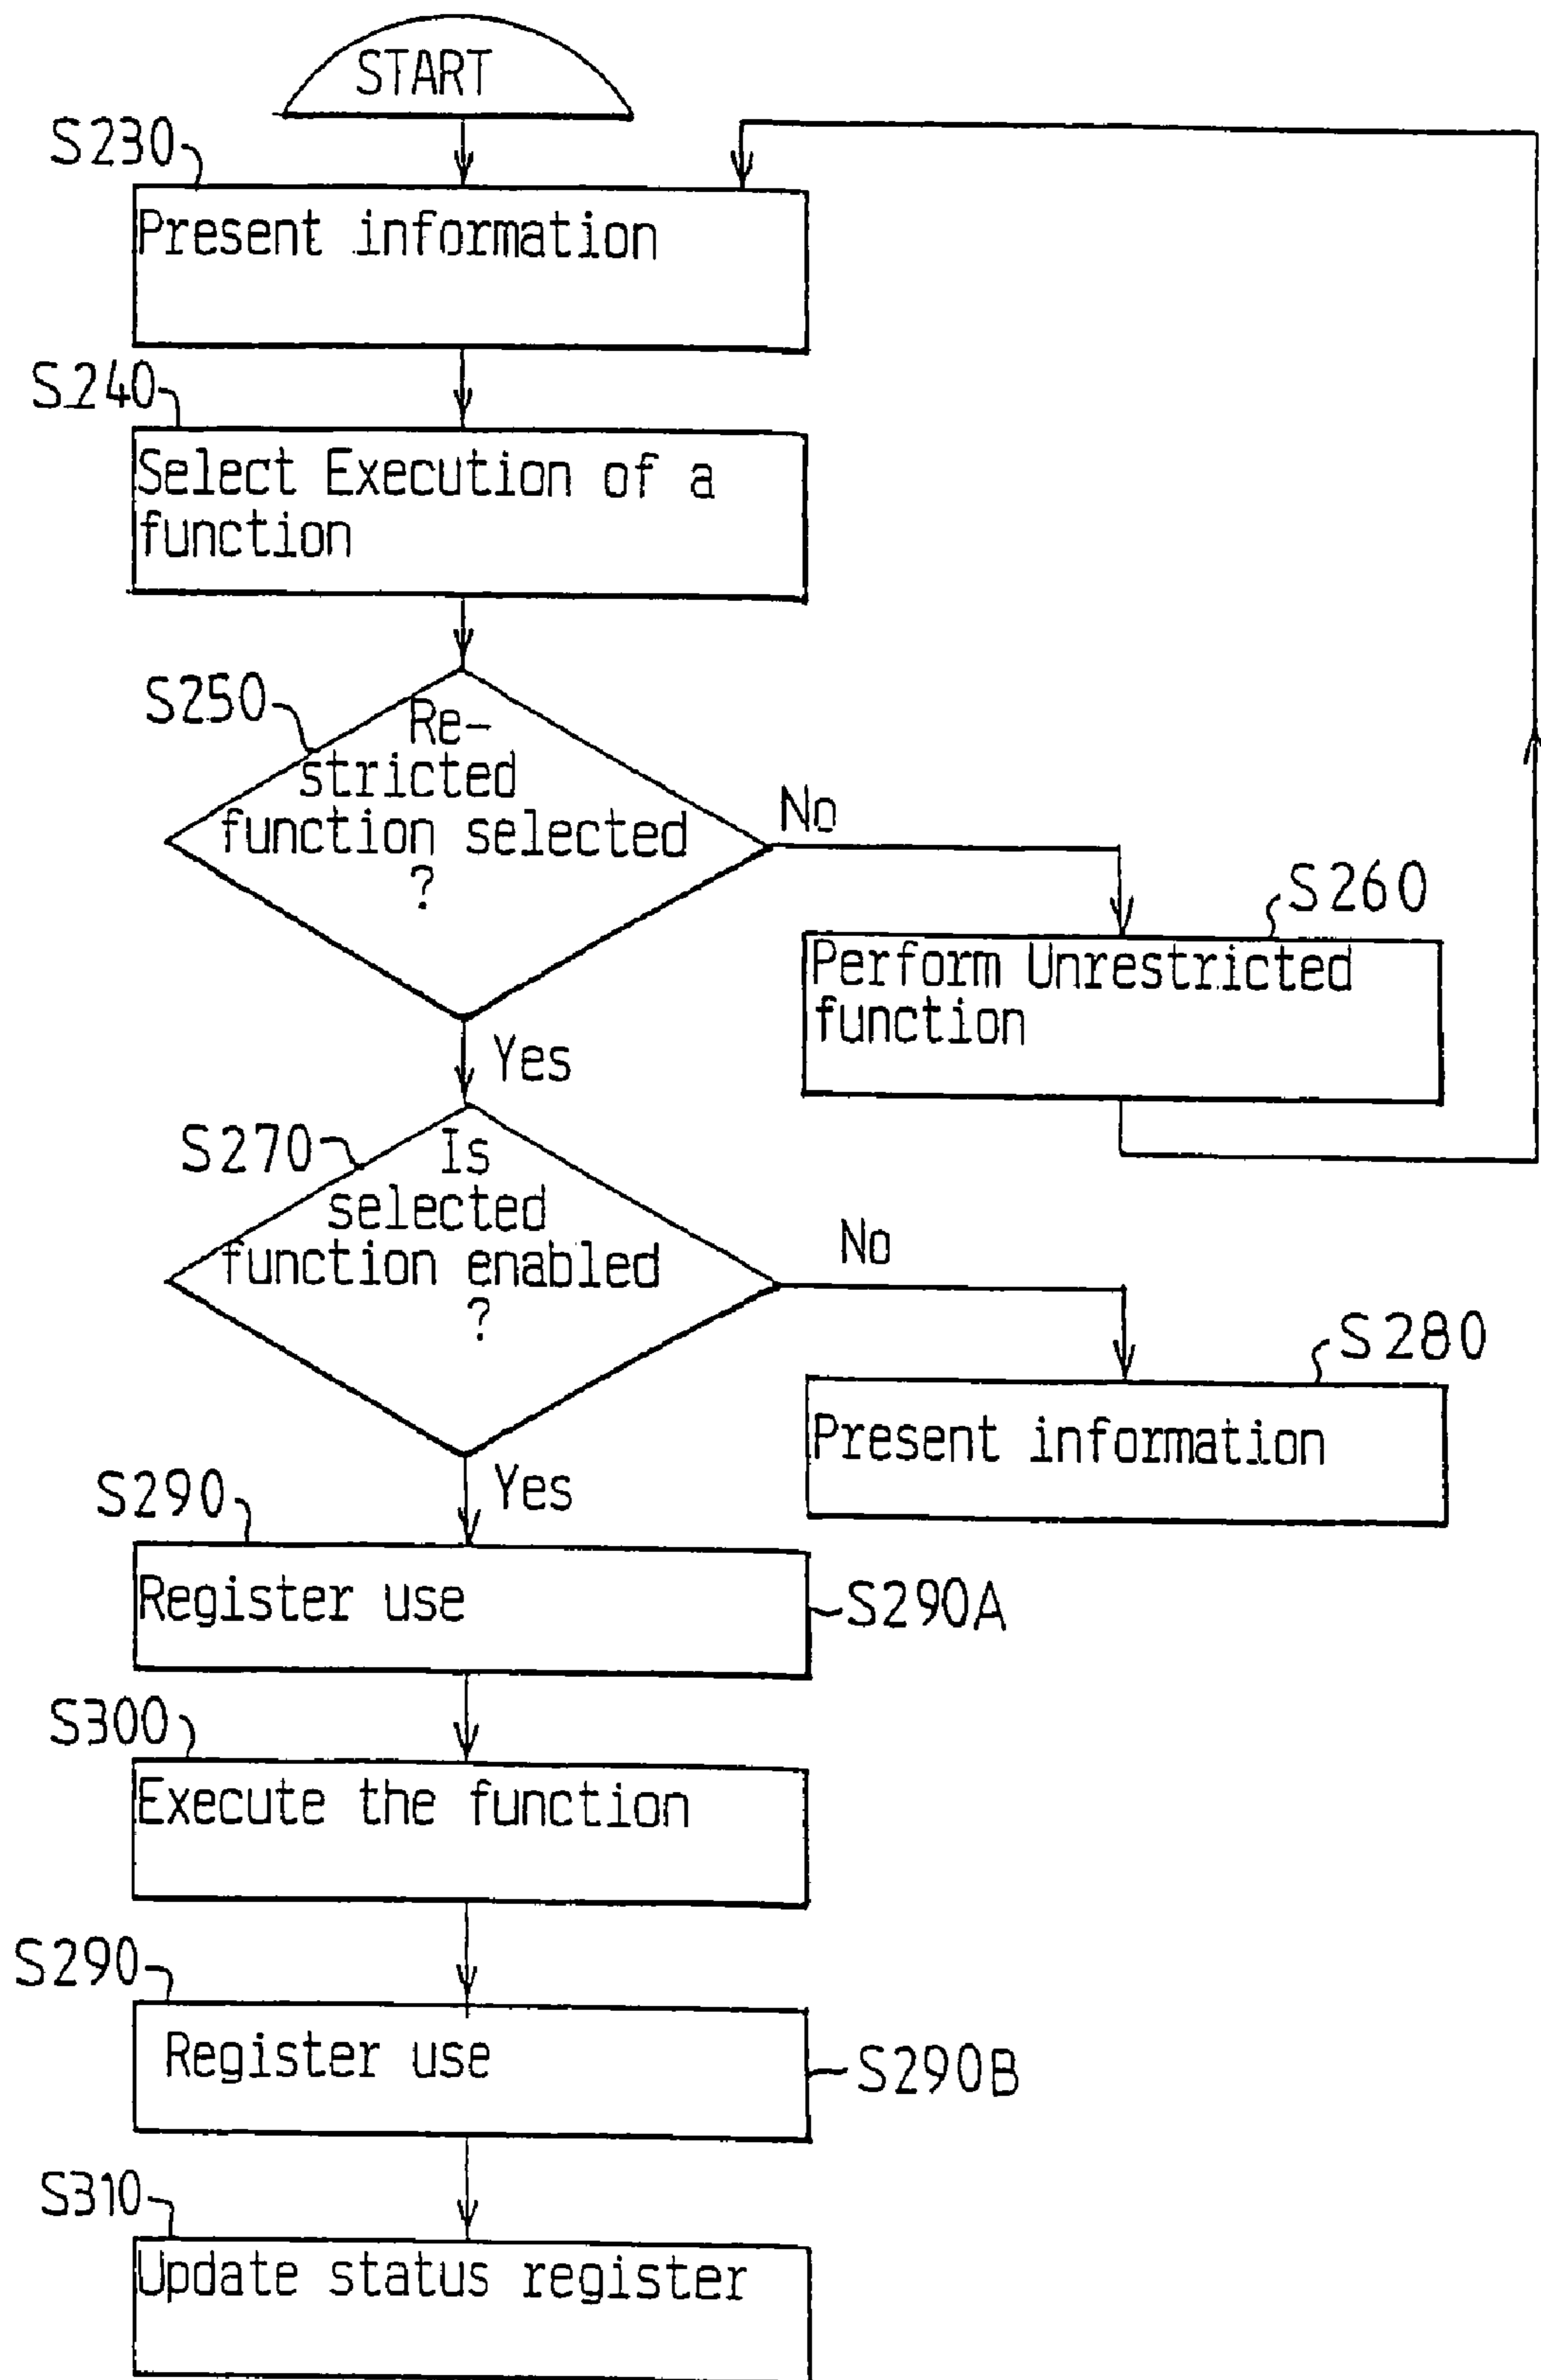 START
S230
Present information
S240
Select Execution of a
function
S250
Re-
stricted
function selected
?
No
S260
Perform Unrestricted
function
Yes
S270
Is
selected
function enabled
?
No
S280
Present information
Yes
S290
Register use
S290A
S300
Execute the function
S290
Register use
S290B
S310
Update status register